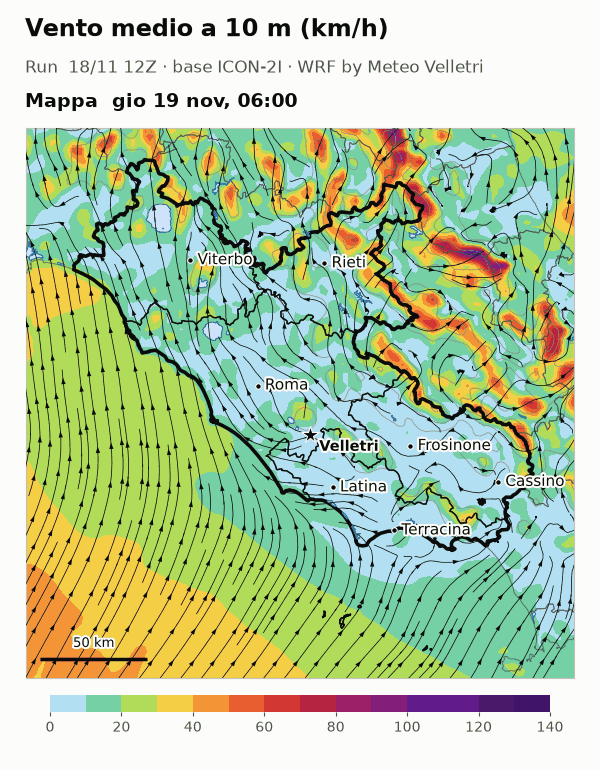 Vento medio a 10 m (km/h)
Run  18/11 12Z · base ICON-2I · WRF by Meteo Velletri
Mappa  gio 19 nov, 06:00
Viterbo
Rieti
Roma
Velletri
Frosinone
Latina
Cassino
Terracina
50 km
0 20 40 60 80 100 120 140